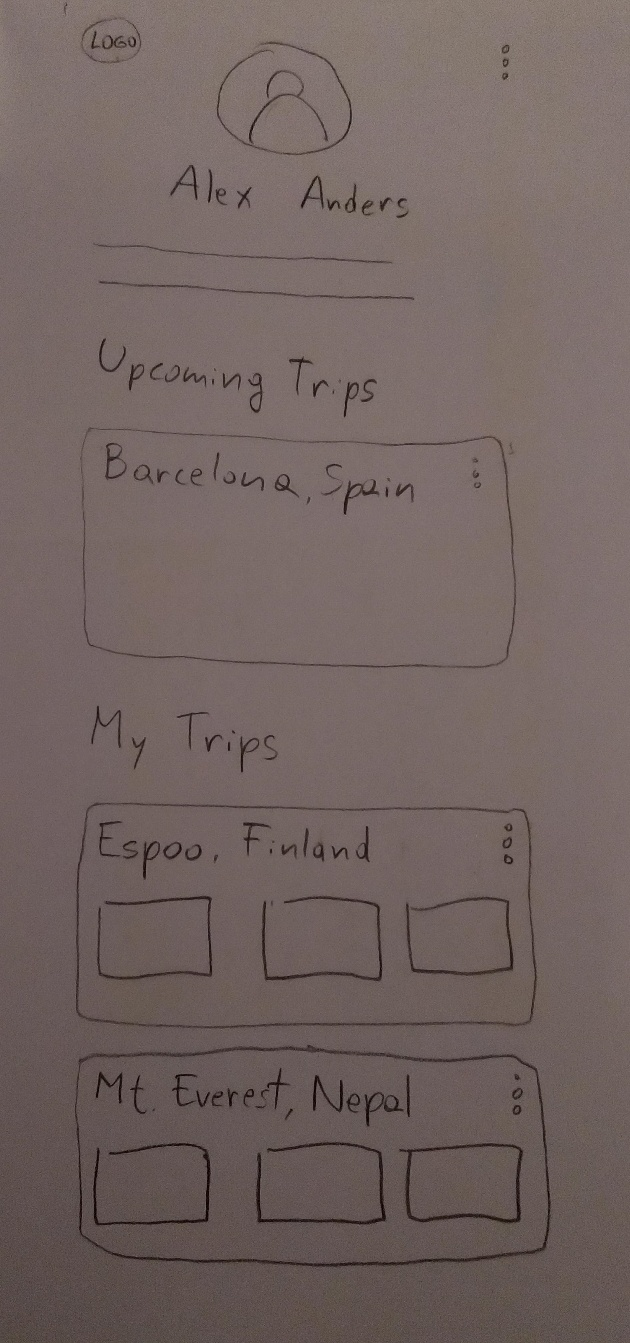 LOGO
Alex Anders
Upcoming Trips
Barcelona, Spain
My Trips
Espoo, Finland
Mt. Everest, Nepal